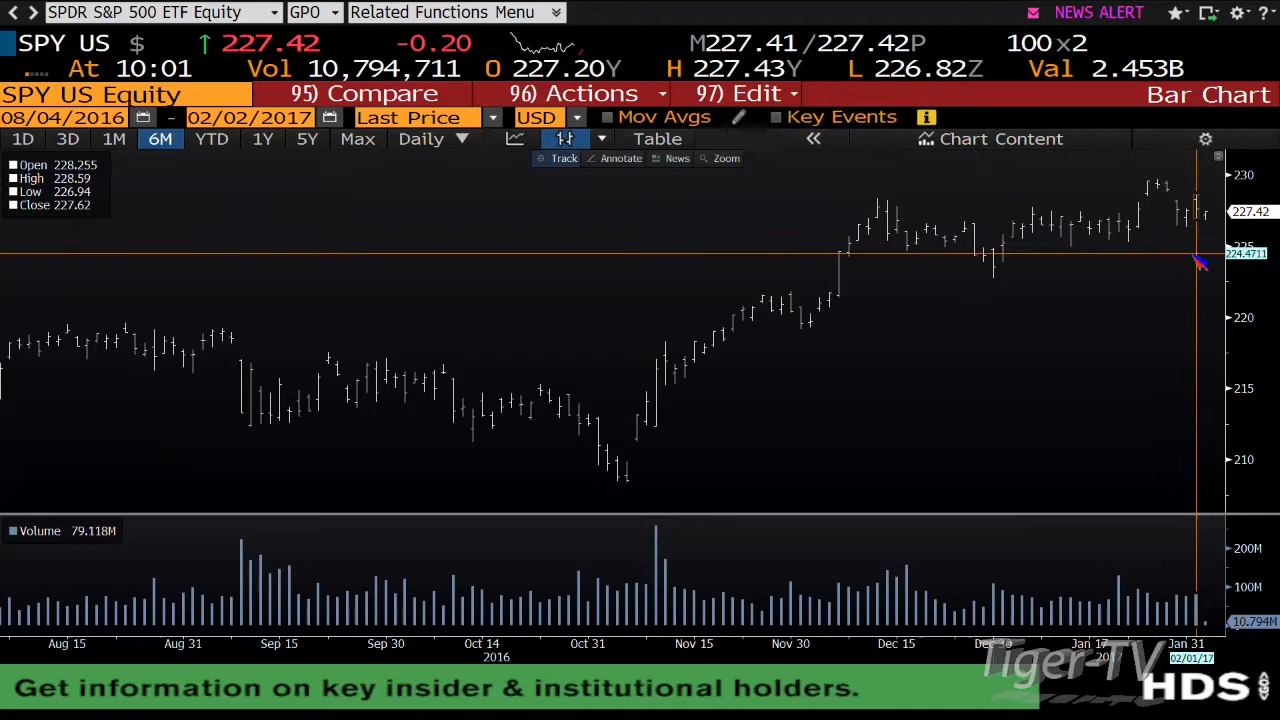 SPDR S&P 500 ETF Equity GPO Related Functions Menu NEWS ALERT ?
SPY US $ ↑ 227.42 -0.20 M227.41/227.42P 100x2
At 10:01 Vol 10,794,711 O 227.20Y H 227.43Y L 226.82Z Val 2.453B
SPY US Equity 95) Compare 96) Actions 97) Edit Bar Chart
08/04/2016 - 02/02/2017 Last Price USD Mov Avgs Key Events i
1D 3D 1M 6M YTD 1Y 5Y Max Daily Table « Chart Content
Track Annotate News Zoom
Open 228.255
High 228.59
Low 226.94
Close 227.62
230
227.42
225
224.4711
220
215
210
Volume 79.118M
200M
100M
10.794M
Aug 15 Aug 31 Sep 15 Sep 30 Oct 14 Oct 31 Nov 15 Nov 30 Dec 15 Dec 30 Jan 17 Jan 31
2016 2017 02/01/17
Tiger-TV
Get information on key insider & institutional holders.
HDS GO